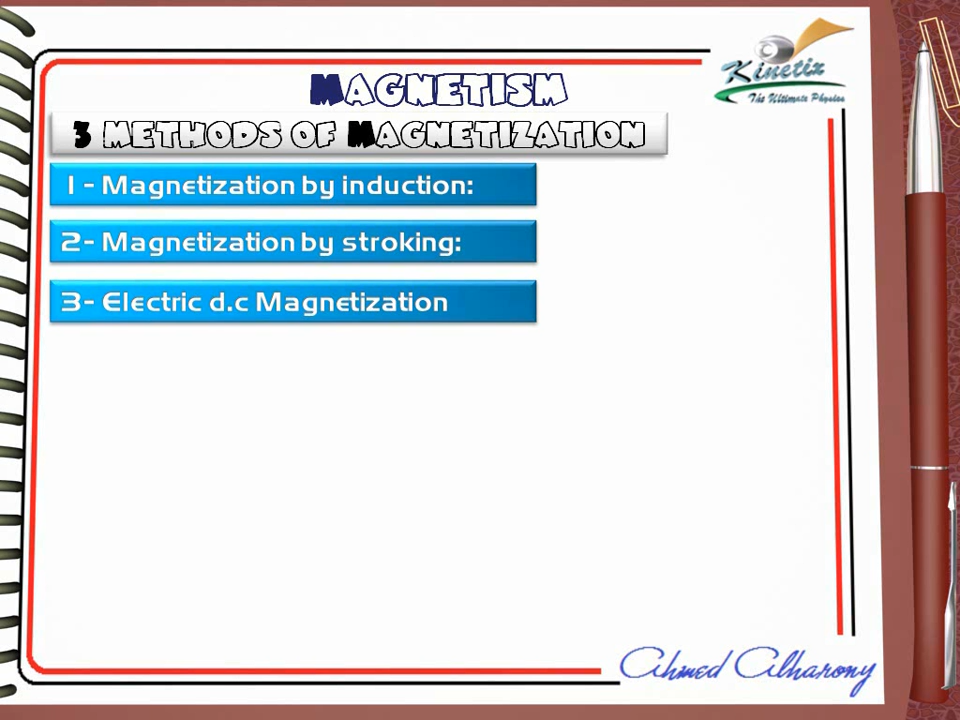 MAGNETISM
Kinetix
The Ultimate Physics
3 METHODS OF MAGNETIZATION
1 - Magnetization by induction:
2- Magnetization by stroking:
3- Electric d.c Magnetization
Ahmed Alharony